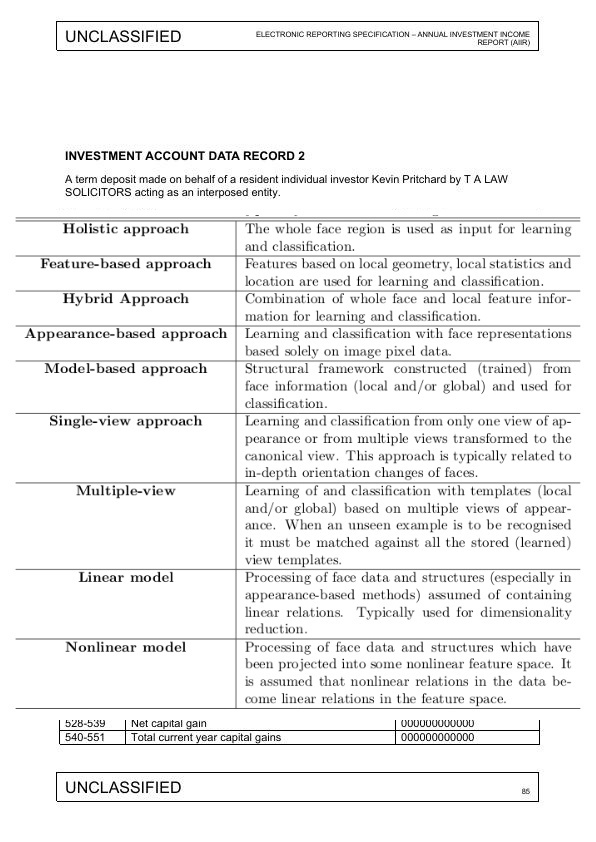 UNCLASSIFIED
ELECTRONIC REPORTING SPECIFICATION – ANNUAL INVESTMENT INCOME
REPORT (AIIR)
INVESTMENT ACCOUNT DATA RECORD 2
A term deposit made on behalf of a resident individual investor Kevin Pritchard by T A LAW
SOLICITORS acting as an interposed entity.
Holistic approach
The whole face region is used as input for learning
and classification.
Feature-based approach
Features based on local geometry, local statistics and
location are used for learning and classification.
Hybrid Approach
Combination of whole face and local feature infor-
mation for learning and classification.
Appearance-based approach
Learning and classification with face representations
based solely on image pixel data.
Model-based approach
Structural framework constructed (trained) from
face information (local and/or global) and used for
classification.
Single-view approach
Learning and classification from only one view of ap-
pearance or from multiple views transformed to the
canonical view. This approach is typically related to
in-depth orientation changes of faces.
Multiple-view
Learning of and classification with templates (local
and/or global) based on multiple views of appear-
ance. When an unseen example is to be recognised
it must be matched against all the stored (learned)
view templates.
Linear model
Processing of face data and structures (especially in
appearance-based methods) assumed of containing
linear relations. Typically used for dimensionality
reduction.
Nonlinear model
Processing of face data and structures which have
been projected into some nonlinear feature space. It
is assumed that nonlinear relations in the data be-
come linear relations in the feature space.
528-539 Net capital gain 000000000000
540-551 Total current year capital gains 000000000000
UNCLASSIFIED
85